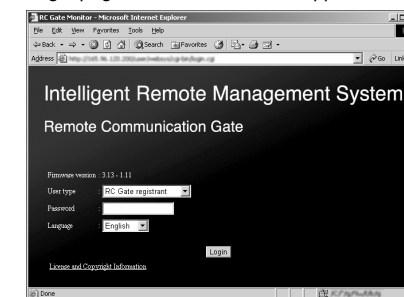 RC Gate Monitor - Microsoft Internet Explorer
File Edit View Favorites Tools Help
Back Search Favorites
Address Go Link
Intelligent Remote Management System
Remote Communication Gate
Firmware version : 3.13 - 1.11
User type : RC Gate registrant
Password :
Language : English
Login
License and Copyright Information
Done